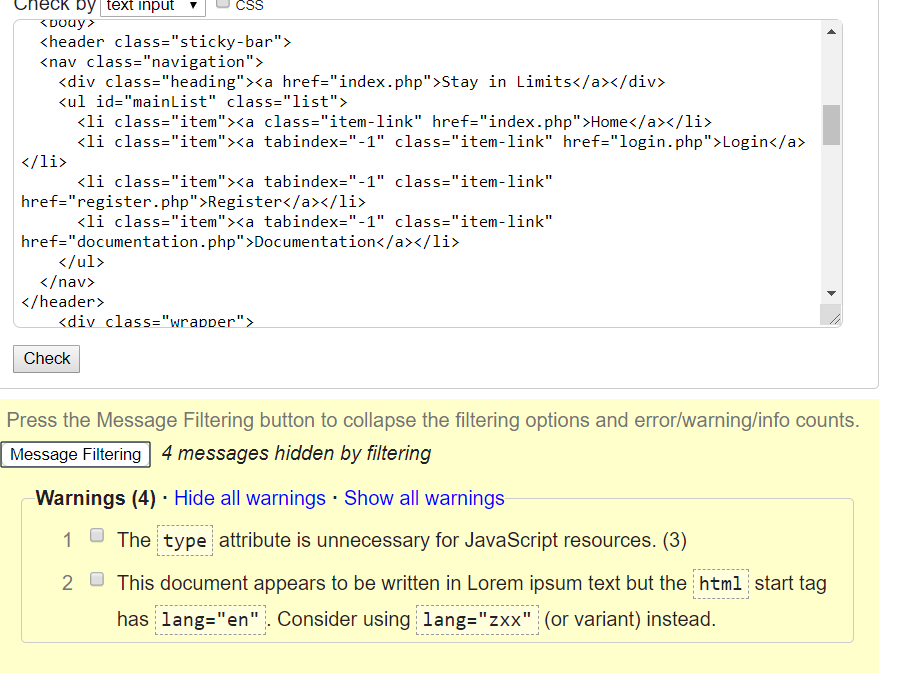 Check by text input ▼ CSS
<body>
<header class="sticky-bar">
<nav class="navigation">
<div class="heading"><a href="index.php">Stay in Limits</a></div>
<ul id="mainList" class="list">
<li class="item"><a class="item-link" href="index.php">Home</a></li>
<li class="item"><a tabindex="-1" class="item-link" href="login.php">Login</a>
</li>
<li class="item"><a tabindex="-1" class="item-link"
href="register.php">Register</a></li>
<li class="item"><a tabindex="-1" class="item-link"
href="documentation.php">Documentation</a></li>
</ul>
</nav>
</header>
<div class="wrapper">
Check
Press the Message Filtering button to collapse the filtering options and error/warning/info counts.
Message Filtering 4 messages hidden by filtering
Warnings (4) · Hide all warnings · Show all warnings
1 The type attribute is unnecessary for JavaScript resources. (3)
2 This document appears to be written in Lorem ipsum text but the html start tag
has lang="en". Consider using lang="zxx" (or variant) instead.